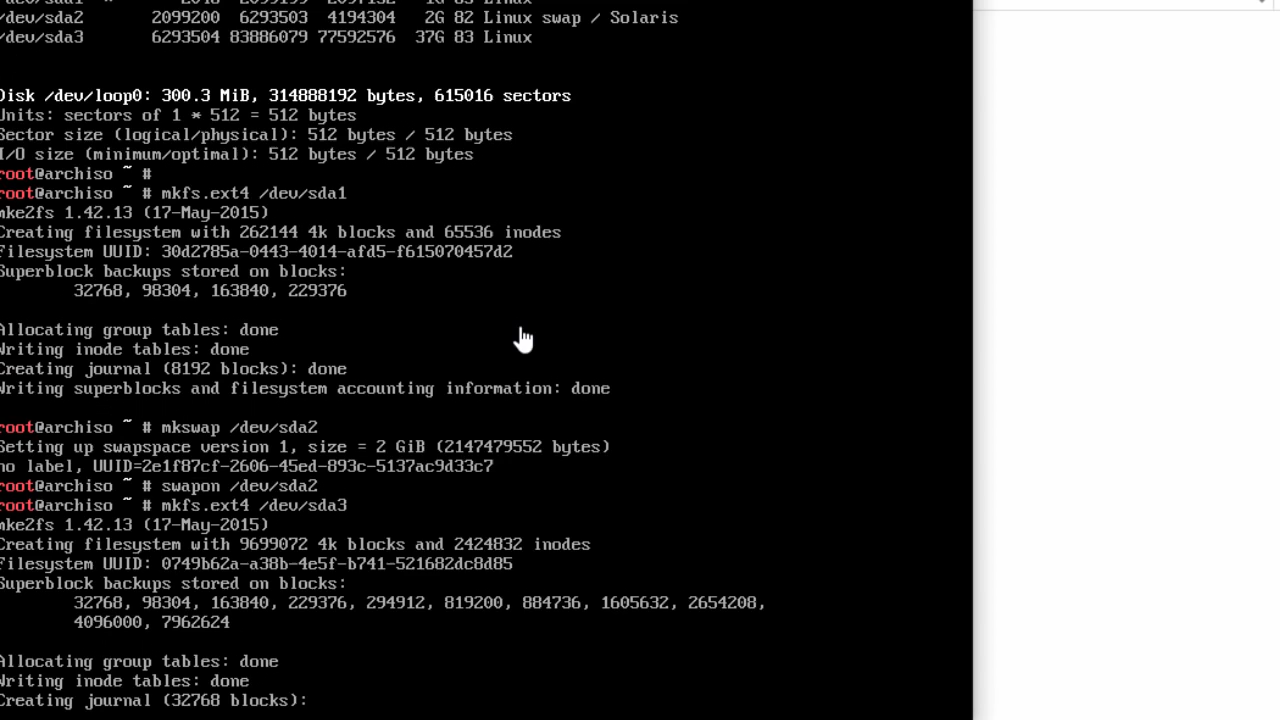 /dev/sda2 2099200 6293503 4194304 2G 82 Linux swap / Solaris
/dev/sda3 6293504 83886079 77592576 37G 83 Linux
Disk /dev/loop0: 300.3 MiB, 314888192 bytes, 615016 sectors
Units: sectors of 1 * 512 = 512 bytes
Sector size (logical/physical): 512 bytes / 512 bytes
I/O size (minimum/optimal): 512 bytes / 512 bytes
root@archiso ~ #
root@archiso ~ # mkfs.ext4 /dev/sda1
mke2fs 1.42.13 (17-May-2015)
Creating filesystem with 262144 4k blocks and 65536 inodes
Filesystem UUID: 30d2785a-0443-4014-afd5-f615070457d2
Superblock backups stored on blocks:
32768, 98304, 163840, 229376
Allocating group tables: done
Writing inode tables: done
Creating journal (8192 blocks): done
Writing superblocks and filesystem accounting information: done
root@archiso ~ # mkswap /dev/sda2
Setting up swapspace version 1, size = 2 GiB (2147479552 bytes)
no label, UUID=2e1f87cf-2606-45ed-893c-5137ac9d33c7
root@archiso ~ # swapon /dev/sda2
root@archiso ~ # mkfs.ext4 /dev/sda3
mke2fs 1.42.13 (17-May-2015)
Creating filesystem with 9699072 4k blocks and 2424832 inodes
Filesystem UUID: 0749b62a-a38b-4e5f-b741-521682dc8d85
Superblock backups stored on blocks:
32768, 98304, 163840, 229376, 294912, 819200, 884736, 1605632, 2654208,
4096000, 7962624
Allocating group tables: done
Writing inode tables: done
Creating journal (32768 blocks):